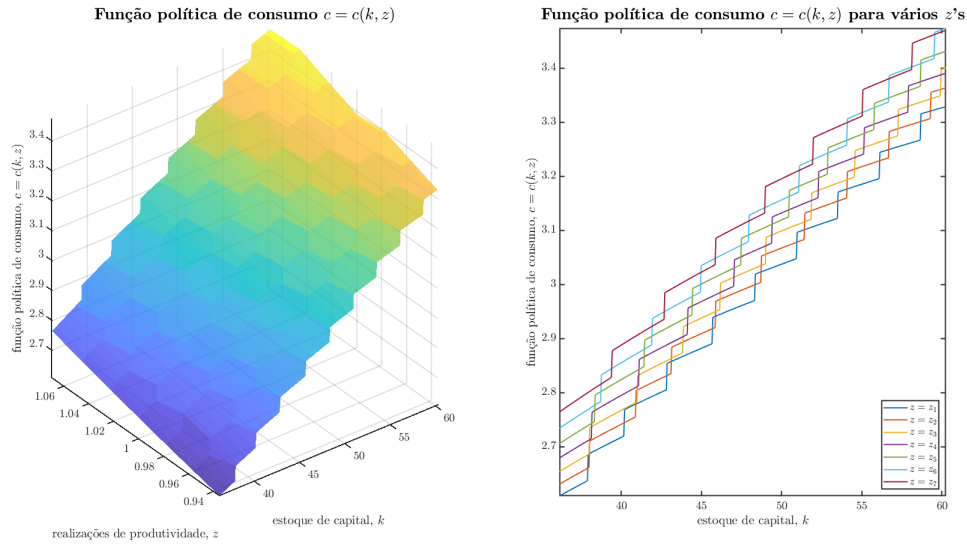 Função política de consumo c = c(k, z)
3.4
3.3
3.2
3.1
3
2.9
2.8
2.7
função política de consumo, c = c(k, z)
1.06
1.04
1.02
1
0.98
0.96
0.94
realizações de produtividade, z
40
45
50
55
60
estoque de capital, k
Função política de consumo c = c(k, z) para vários z's
3.4
3.3
3.2
3.1
3
2.9
2.8
2.7
função política de consumo, c = c(k, z)
40
45
50
55
60
estoque de capital, k
z = z₁
z = z₂
z = z₃
z = z₄
z = z₅
z = z₆
z = z₇